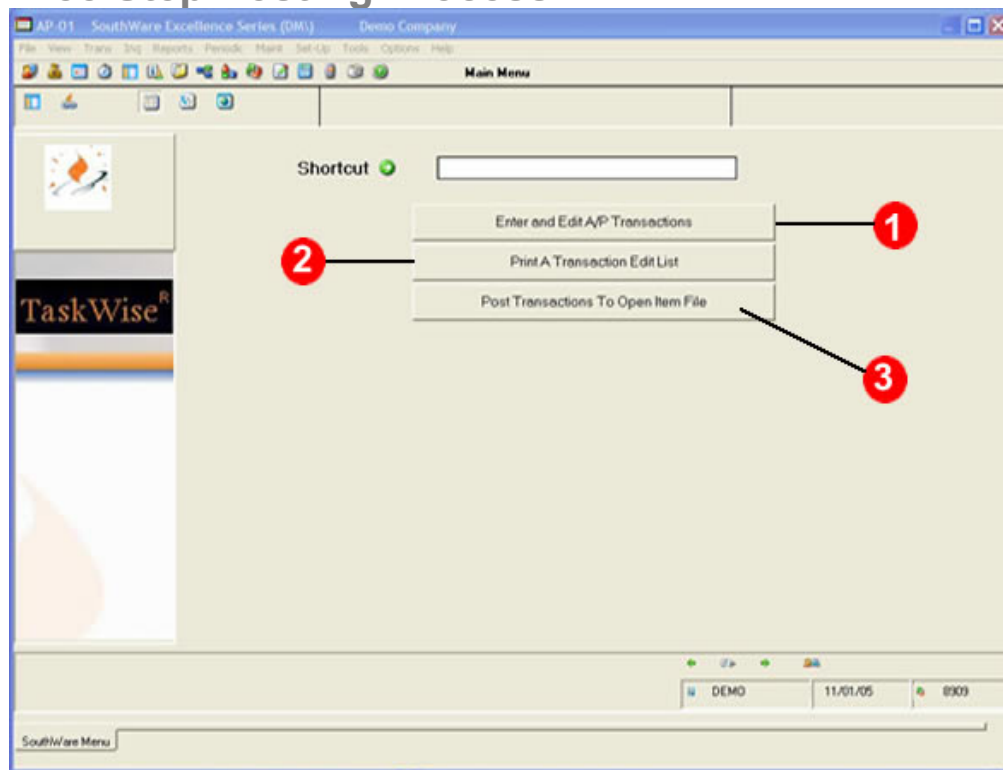 AP-01 SouthWare Excellence Series (DM\) Demo Company
File View Trans Inq Reports Periodic Maint Set-Up Tools Options Help
Main Menu
Shortcut
Enter and Edit A/P Transactions
1
2
Print A Transaction Edit List
TaskWise R
Post Transactions To Open Item File
3
DEMO 11/01/05 8909
SouthWare Menu